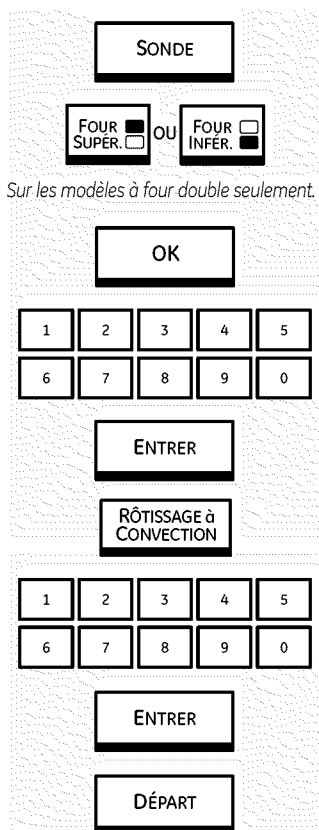 SONDE
FOUR SUPÉR. OU FOUR INFÉR.
Sur les modèles à four double seulement.
OK
1 2 3 4 5
6 7 8 9 0
ENTRER
RÔTISSAGE à
CONVECTION
1 2 3 4 5
6 7 8 9 0
ENTRER
DÉPART